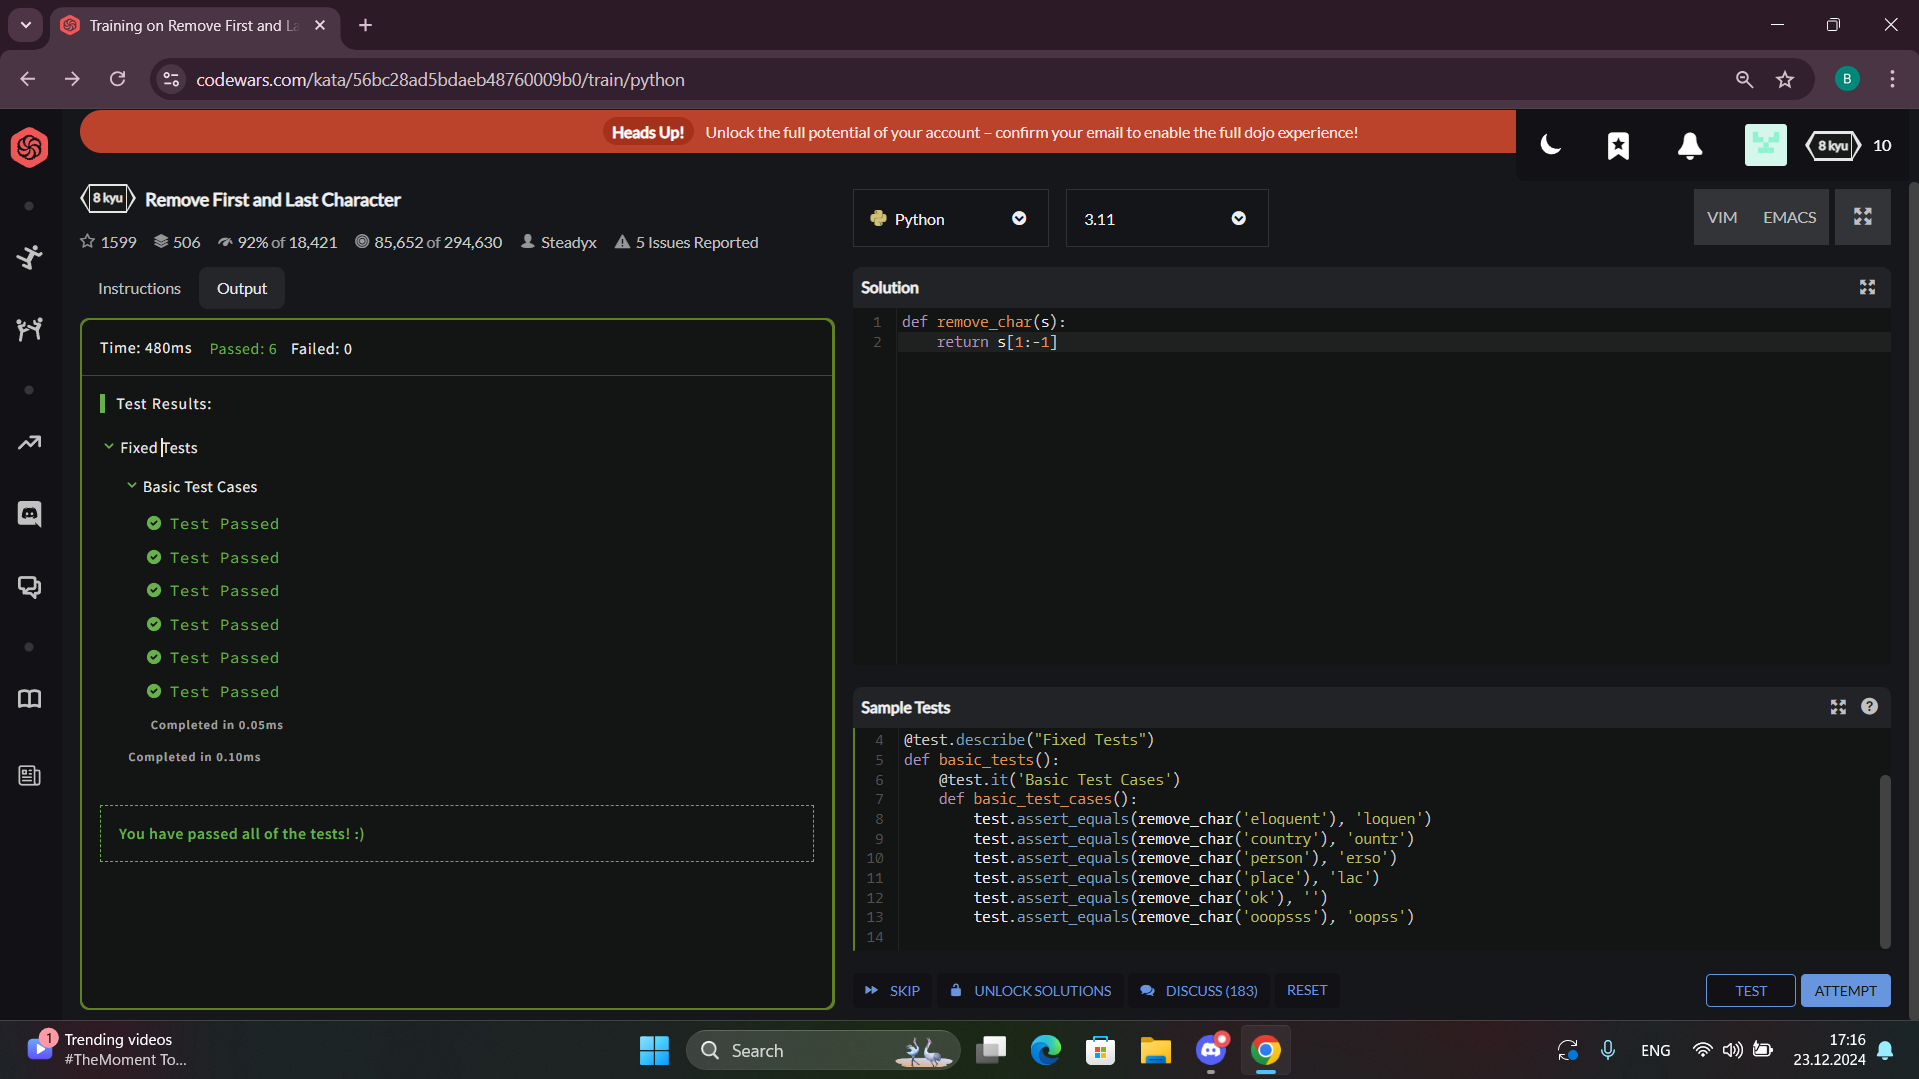 Training on Remove First and La
codewars.com/kata/56bc28ad5bdaeb48760009b0/train/python
B
Heads Up! Unlock the full potential of your account – confirm your email to enable the full dojo experience!
8 kyu 10
8 kyu Remove First and Last Character
1599 506 92% of 18,421 85,652 of 294,630 Steadyx 5 Issues Reported
Instructions Output
Time: 480ms Passed: 6 Failed: 0
Test Results:
Fixed Tests
Basic Test Cases
Test Passed
Test Passed
Test Passed
Test Passed
Test Passed
Test Passed
Completed in 0.05ms
Completed in 0.10ms
You have passed all of the tests! :)
Python 3.11 VIM EMACS
Solution
1 def remove_char(s):
2     return s[1:-1]
Sample Tests ?
4 @test.describe("Fixed Tests")
5 def basic_tests():
6     @test.it('Basic Test Cases')
7     def basic_test_cases():
8         test.assert_equals(remove_char('eloquent'), 'loquen')
9         test.assert_equals(remove_char('country'), 'ountr')
10         test.assert_equals(remove_char('person'), 'erso')
11         test.assert_equals(remove_char('place'), 'lac')
12         test.assert_equals(remove_char('ok'), '')
13         test.assert_equals(remove_char('ooopsss'), 'oopss')
14
SKIP UNLOCK SOLUTIONS DISCUSS (183) RESET TEST ATTEMPT
1 Trending videos
#TheMoment To...
Search
ENG
17:16
23.12.2024